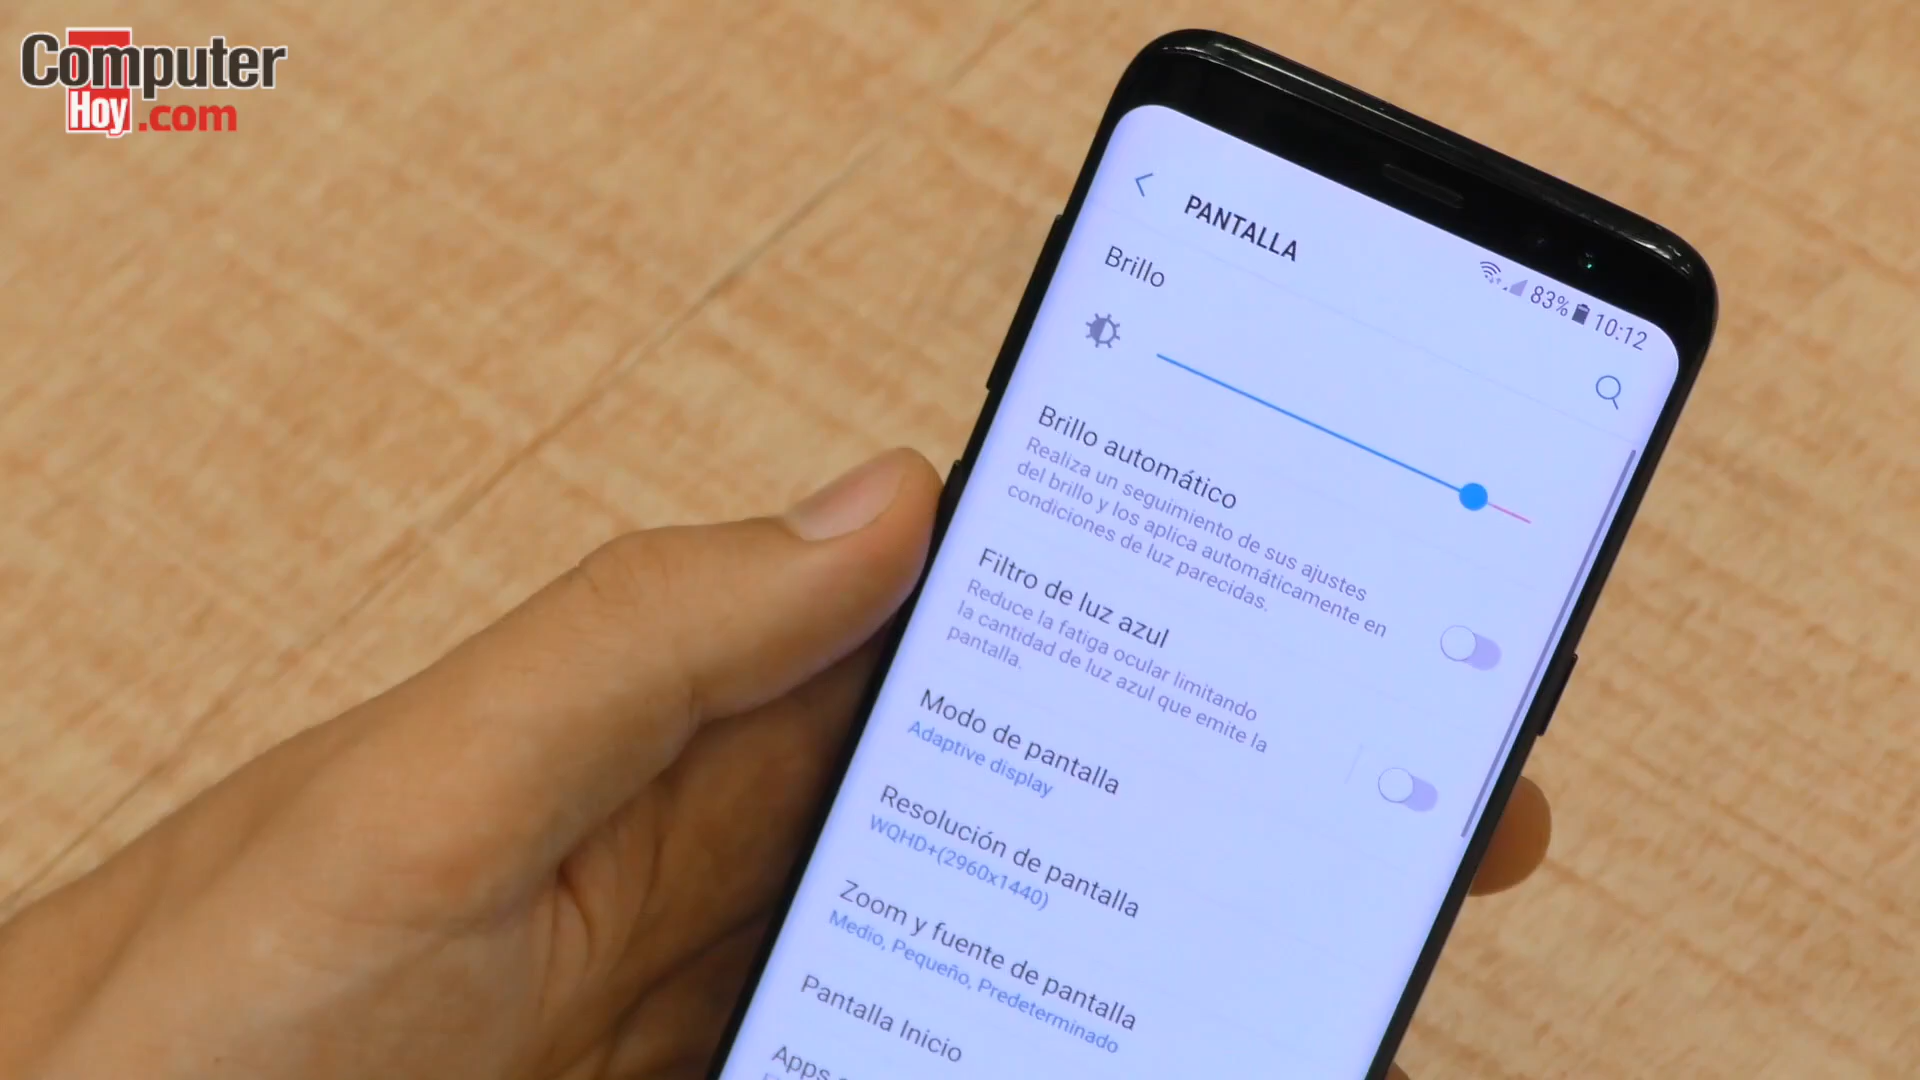 Computer
Hoy.com
PANTALLA
83% 10:12
Brillo
Brillo automático
Realiza un seguimiento de sus ajustes
del brillo y los aplica automáticamente en
condiciones de luz parecidas.
Filtro de luz azul
Reduce la fatiga ocular limitando
la cantidad de luz azul que emite la
pantalla.
Modo de pantalla
Adaptive display
Resolución de pantalla
WQHD+(2960x1440)
Zoom y fuente de pantalla
Medio, Pequeño, Predeterminado
Pantalla Inicio
Apps